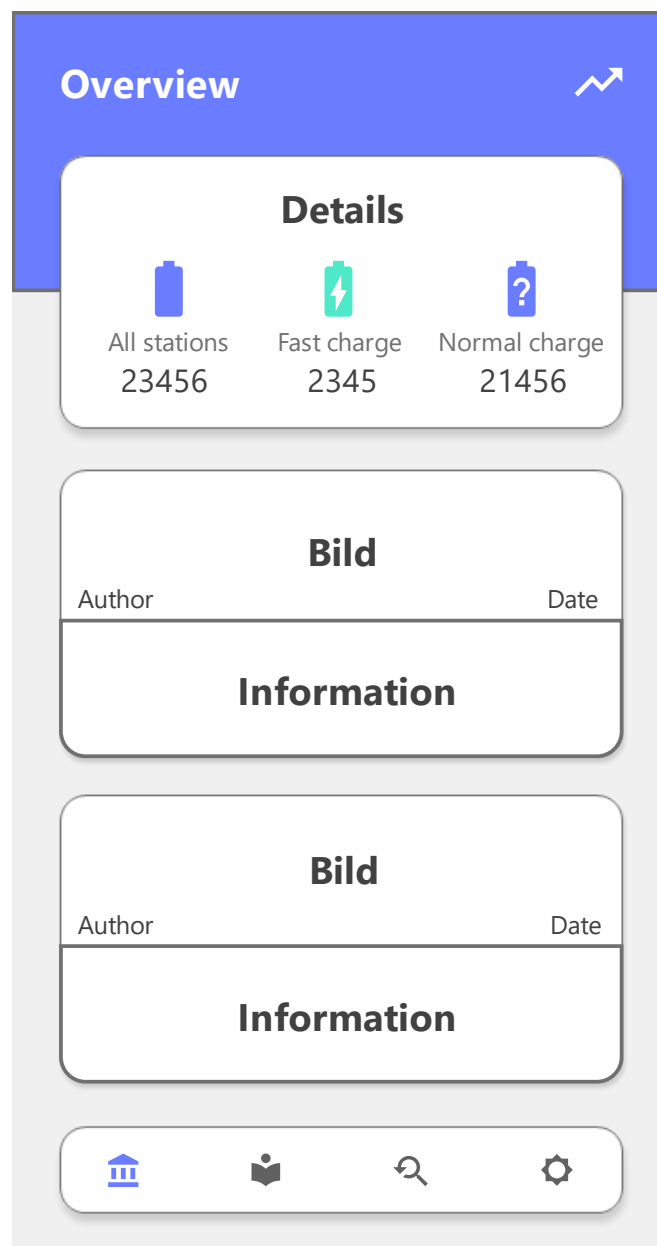 Overview
Details
All stations Fast charge Normal charge
23456 2345 21456
Bild
Author Date
Information
Bild
Author Date
Information